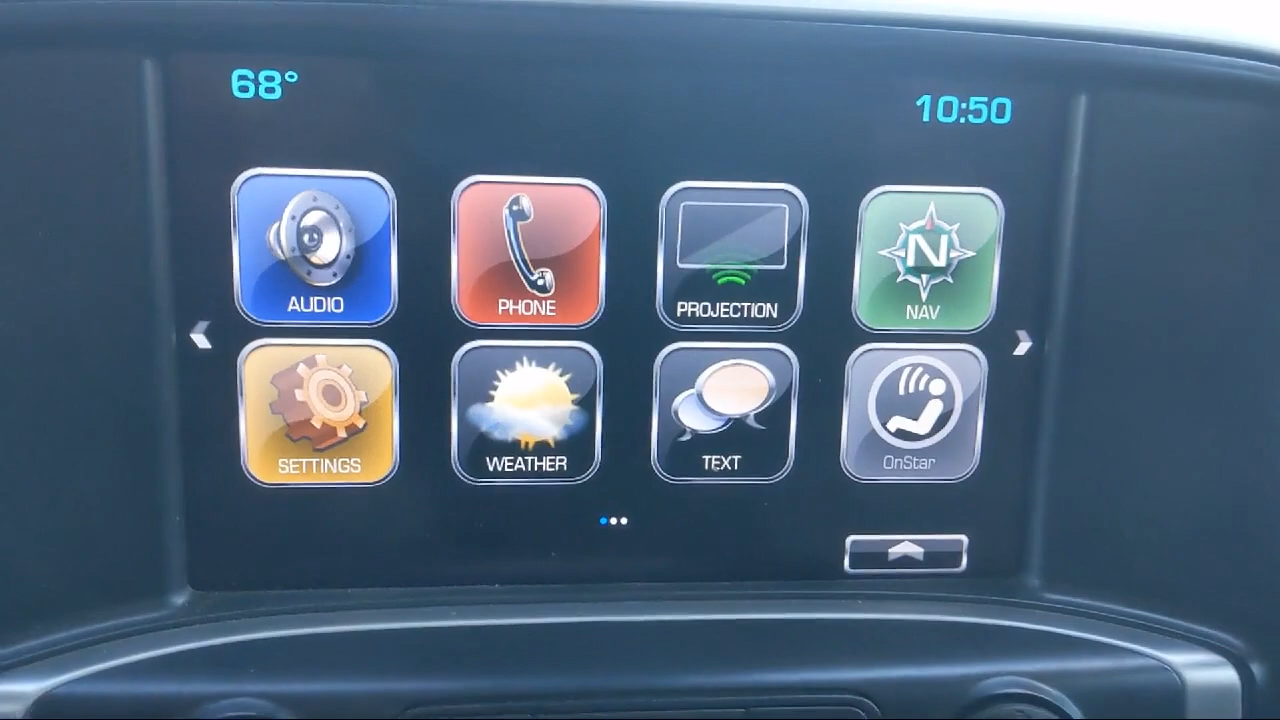 68°
10:50
AUDIO
PHONE
PROJECTION
N
NAV
SETTINGS
WEATHER
TEXT
OnStar